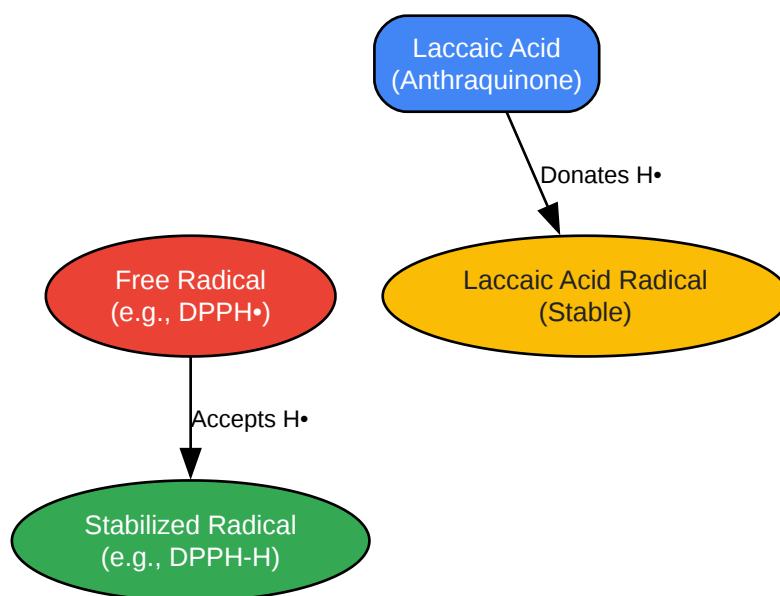 Laccaic Acid
(Anthraquinone)
Donates H•
Free Radical
(e.g., DPPH•)
Laccaic Acid Radical
(Stable)
Accepts H•
Stabilized Radical
(e.g., DPPH-H)